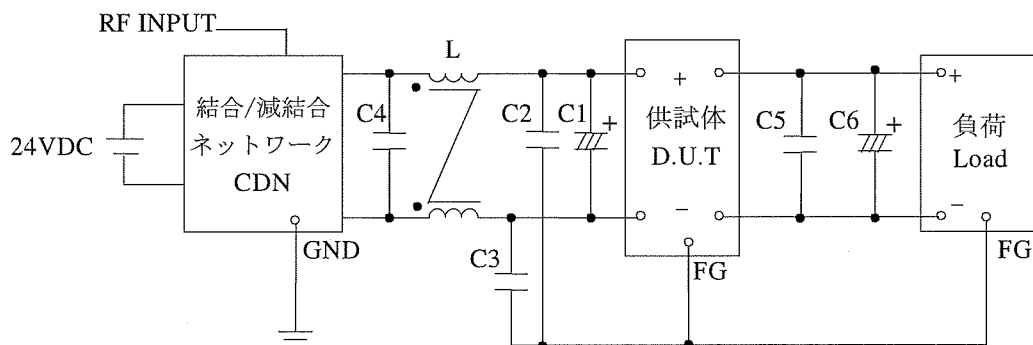 RF INPUT
24VDC
結合/減結合
ネットワーク
CDN
GND
C4
L
C2
C1
+
C3
+
供試体
D.U.T
−
FG
C5
C6
+
+
負荷
Load
−
FG